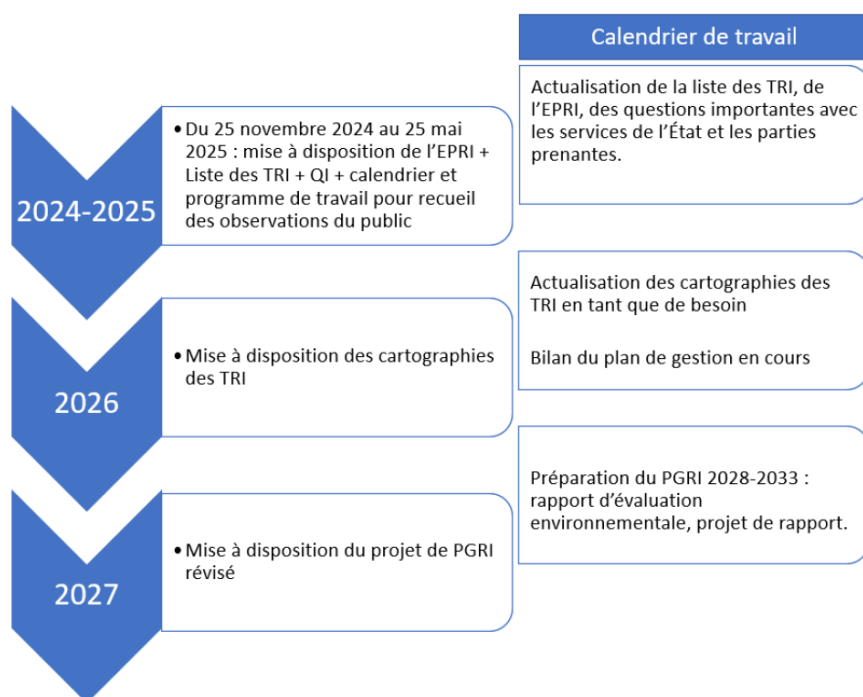 Calendrier de travail
2024-2025
• Du 25 novembre 2024 au 25 mai
2025 : mise à disposition de l’EPRI +
Liste des TRI + QI + calendrier et
programme de travail pour recueil
des observations du public
Actualisation de la liste des TRI, de
l’EPRI, des questions importantes avec
les services de l’État et les parties
prenantes.
2026
• Mise à disposition des cartographies
des TRI
Actualisation des cartographies des
TRI en tant que de besoin
Bilan du plan de gestion en cours
2027
• Mise à disposition du projet de PGRI
révisé
Préparation du PGRI 2028-2033 :
rapport d’évaluation
environnementale, projet de rapport.